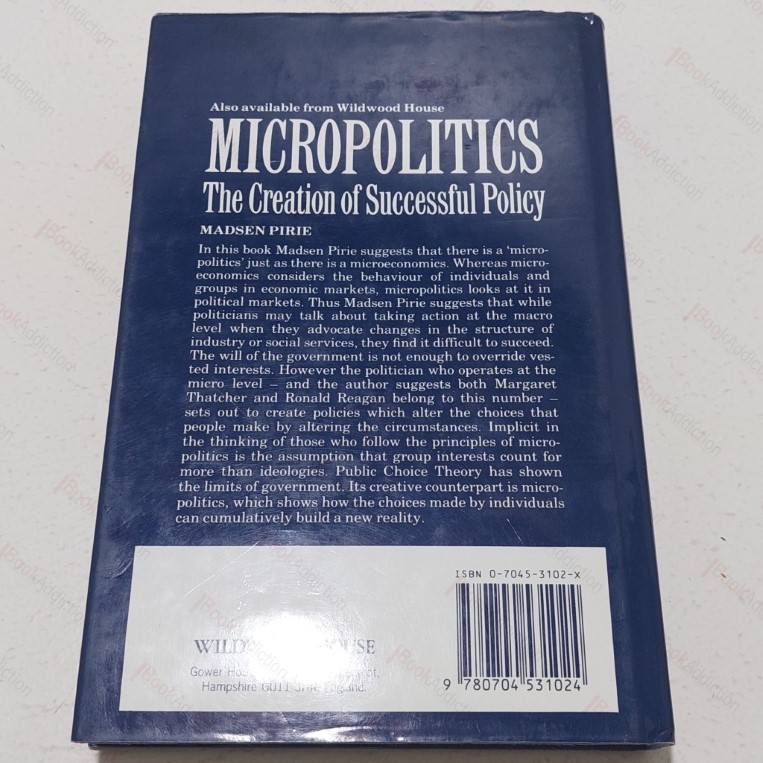 Also available from Wildwood House
MICROPOLITICS
The Creation of Successful Policy
MADSEN PIRIE
In this book Madsen Pirie suggests that there is a ‘micro-
politics’ just as there is a microeconomics. Whereas micro-
economics considers the behaviour of individuals and
groups in economic markets, micropolitics looks at it in
political markets. Thus Madsen Pirie suggests that while
politicians may talk about taking action at the macro
level when they advocate changes in the structure of
industry or social services, they find it difficult to succeed.
The will of the government is not enough to override ves-
ted interests. However the politician who operates at the
micro level – and the author suggests both Margaret
Thatcher and Ronald Reagan belong to this number –
sets out to create policies which alter the choices that
people make by altering the circumstances. Implicit in
the thinking of those who follow the principles of micro-
politics is the assumption that group interests count for
more than ideologies. Public Choice Theory has shown
the limits of government. Its creative counterpart is micro-
politics, which shows how the choices made by individuals
can cumulatively build a new reality.
ISBN 0-7045-3102-X
9 780704 531024
Gower
Hampshire GU11 England
BookAddiction